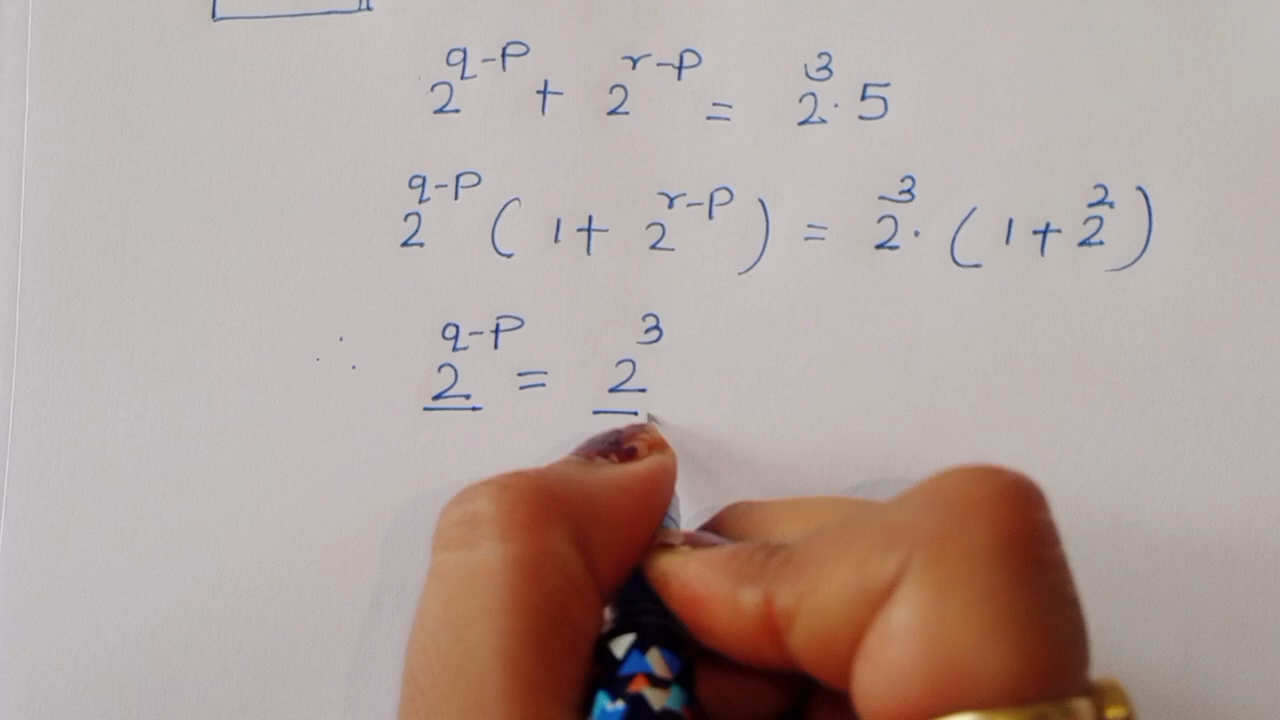 2^{q-p} + 2^{r-p} = 2^3 · 5
2^{q-p} ( 1 + 2^{r-p} ) = 2^3 · ( 1 + 2^2 )
∴ 2^{q-p} = 2^3